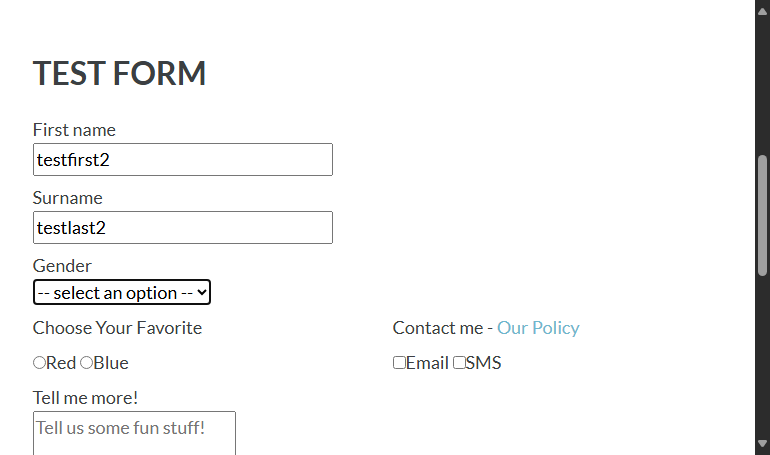 TEST FORM
First name
testfirst2
Surname
testlast2
Gender
-- select an option --
Choose Your Favorite
Contact me - Our Policy
Red Blue
Email SMS
Tell me more!
Tell us some fun stuff!